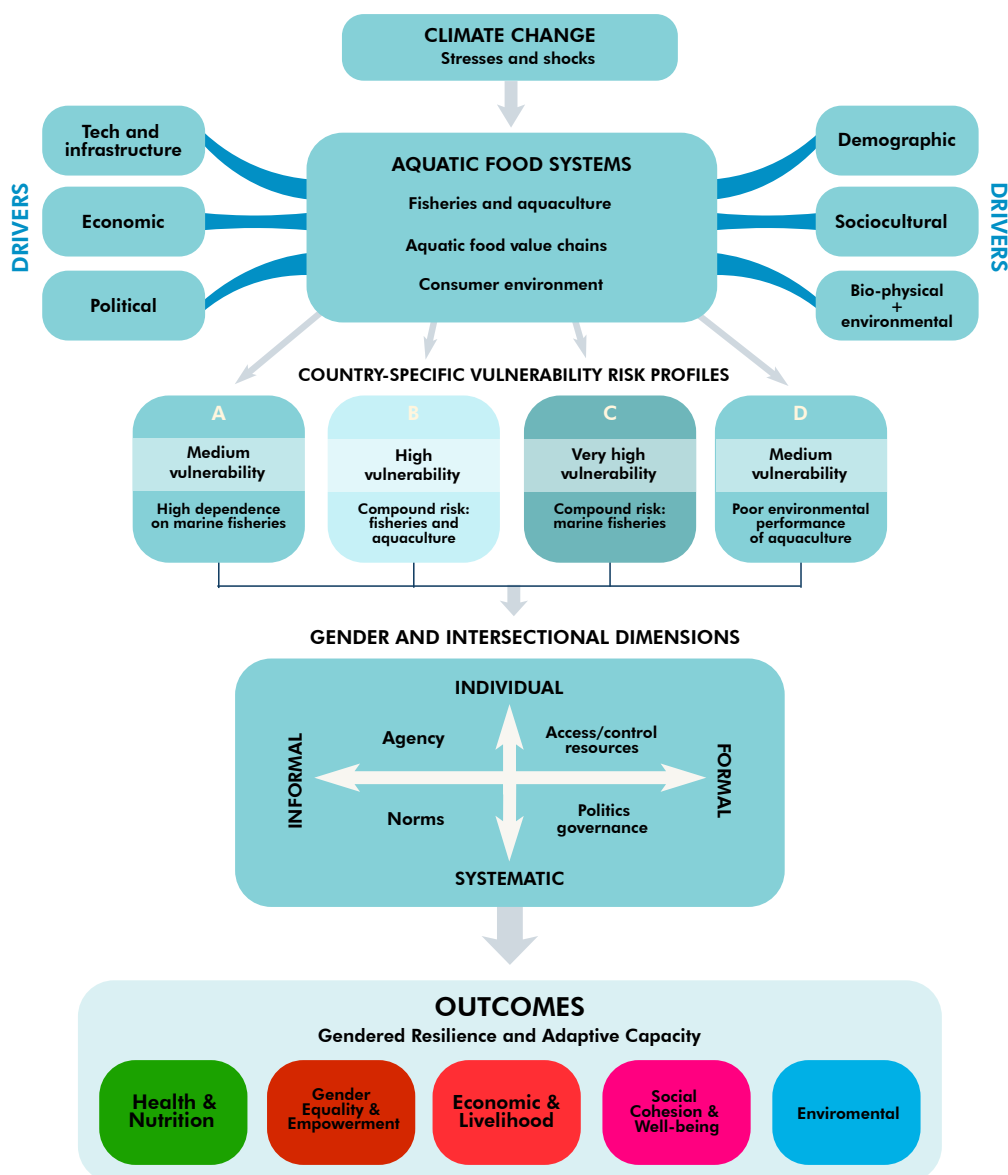 CLIMATE CHANGE
Stresses and shocks
DRIVERS
Tech and
infrastructure
Economic
Political
AQUATIC FOOD SYSTEMS
Fisheries and aquaculture
Aquatic food value chains
Consumer environment
Demographic
Sociocultural
Bio-physical
+
environmental
DRIVERS
COUNTRY-SPECIFIC VULNERABILITY RISK PROFILES
A
Medium
vulnerability
High dependence
on marine fisheries
B
High
vulnerability
Compound risk:
fisheries and
aquaculture
C
Very high
vulnerability
Compound risk:
marine fisheries
D
Medium
vulnerability
Poor environmental
performance
of aquaculture
GENDER AND INTERSECTIONAL DIMENSIONS
INDIVIDUAL
INFORMAL
Agency
Access/control
resources
FORMAL
Norms
Politics
governance
SYSTEMATIC
OUTCOMES
Gendered Resilience and Adaptive Capacity
Health &
Nutrition
Gender
Equality &
Empowerment
Economic &
Livelihood
Social
Cohesion &
Well-being
Enviromental